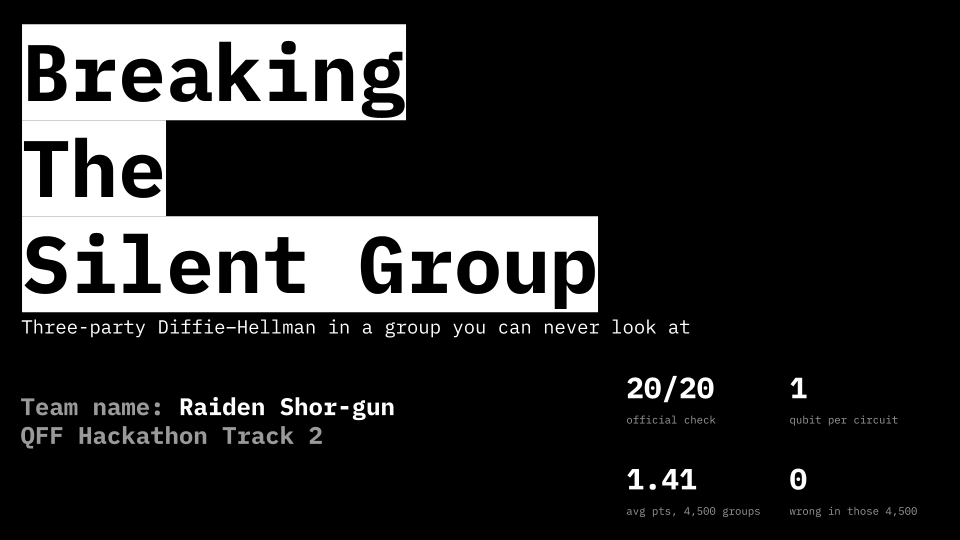 Breaking
The
Silent Group
Three-party Diffie–Hellman in a group you can never look at
Team name: Raiden Shor-gun
QFF Hackathon Track 2
20/20
official check
1
qubit per circuit
1.41
avg pts, 4,500 groups
0
wrong in those 4,500